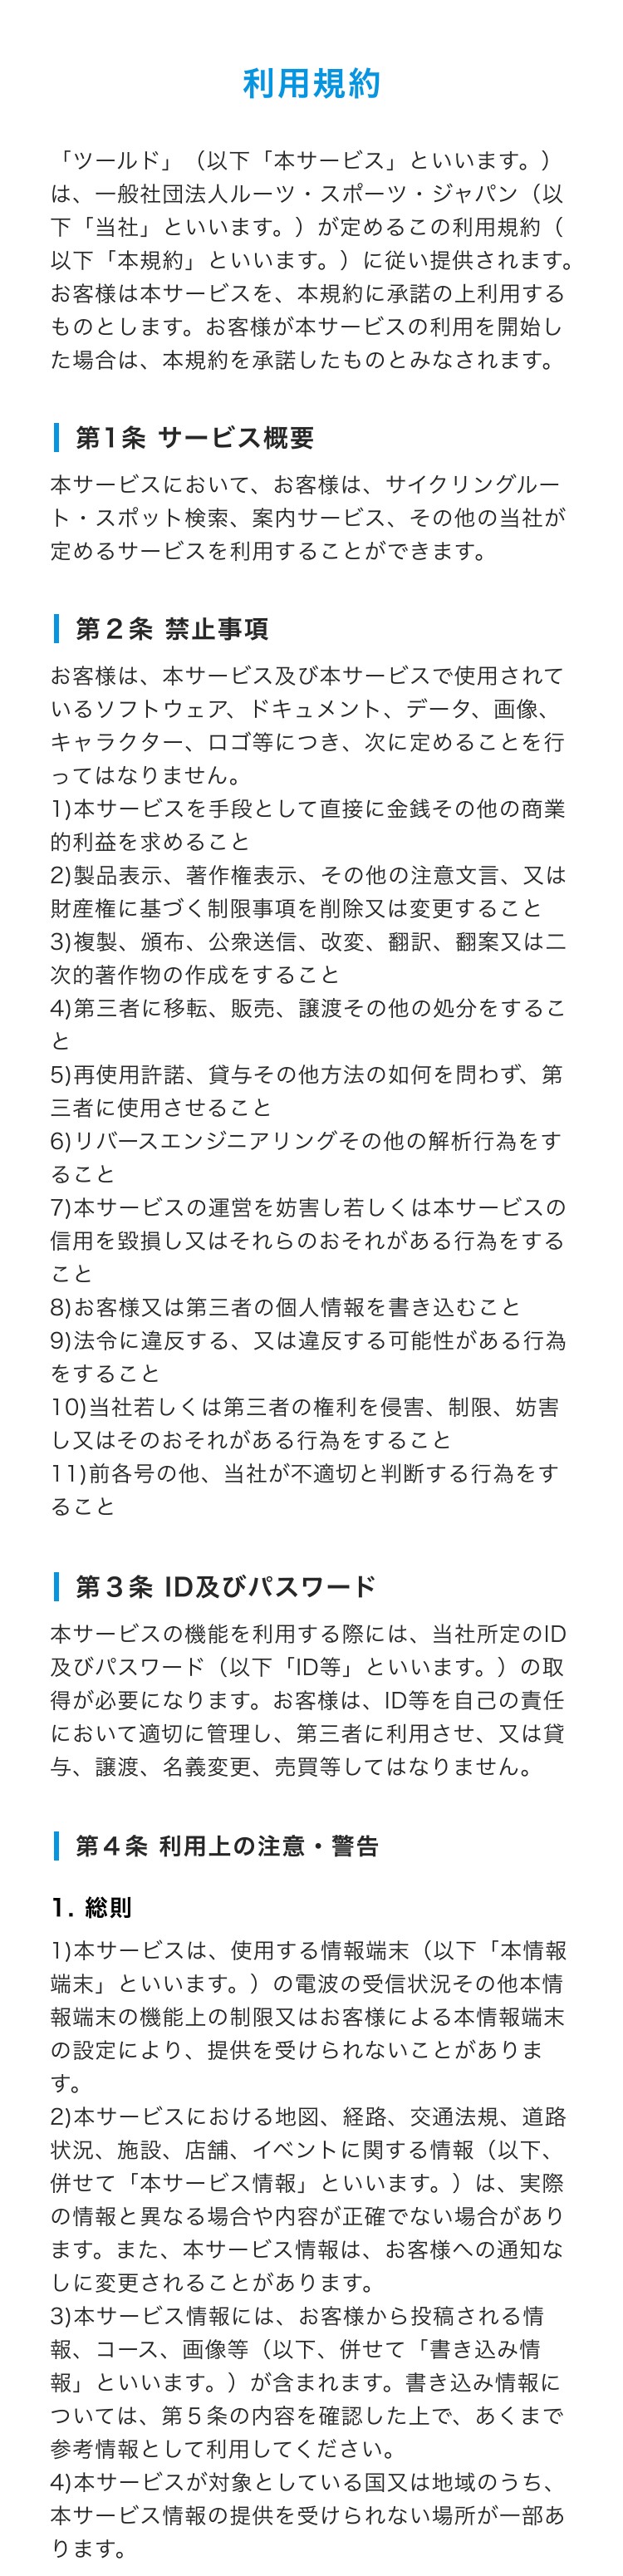 利用規約
「ツールド」（以下「本サービス」といいます。）
は、一般社団法人ルーツ・スポーツ・ジャパン（以
下「当社」といいます。）が定めるこの利用規約（
以下「本規約」といいます。）に従い提供されます。
お客様は本サービスを、本規約に承諾の上利用する
ものとします。お客様が本サービスの利用を開始し
た場合は、本規約を承諾したものとみなされます。
第1条 サービス概要
本サービスにおいて、お客様は、サイクリングルー
ト・スポット検索、案内サービス、その他の当社が
定めるサービスを利用することができます。
第２条 禁止事項
お客様は、本サービス及び本サービスで使用されて
いるソフトウェア、ドキュメント、データ、画像、
キャラクター、ロゴ等につき、次に定めることを行
ってはなりません。
1)本サービスを手段として直接に金銭その他の商業
的利益を求めること
2)製品表示、著作権表示、その他の注意文言、又は
財産権に基づく制限事項を削除又は変更すること
3)複製、頒布、公衆送信、改変、翻訳、翻案又は二
次的著作物の作成をすること
4)第三者に移転、販売、譲渡その他の処分をするこ
と
5)再使用許諾、貸与その他方法の如何を問わず、第
三者に使用させること
6)リバースエンジニアリングその他の解析行為をす
ること
7)本サービスの運営を妨害し若しくは本サービスの
信用を毀損し又はそれらのおそれがある行為をする
こと
8)お客様又は第三者の個人情報を書き込むこと
9)法令に違反する、又は違反する可能性がある行為
をすること
10)当社若しくは第三者の権利を侵害、制限、妨害
し又はそのおそれがある行為をすること
11)前各号の他、当社が不適切と判断する行為をす
ること
第３条 ID及びパスワード
本サービスの機能を利用する際には、当社所定のID
及びパスワード（以下「ID等」といいます。）の取
得が必要になります。お客様は、ID等を自己の責任
において適切に管理し、第三者に利用させ、又は貸
与、譲渡、名義変更、売買等してはなりません。
第４条 利用上の注意・警告
1. 総則
1)本サービスは、使用する情報端末（以下「本情報
端末」といいます。）の電波の受信状況その他本情
報端末の機能上の制限又はお客様による本情報端末
の設定により、提供を受けられないことがありま
す。
2)本サービスにおける地図、経路、交通法規、道路
状況、施設、店舗、イベントに関する情報（以下、
併せて「本サービス情報」といいます。）は、実際
の情報と異なる場合や内容が正確でない場合があり
ます。また、本サービス情報は、お客様への通知な
しに変更されることがあります。
3)本サービス情報には、お客様から投稿される情
報、コース、画像等（以下、併せて「書き込み情
報」といいます。）が含まれます。書き込み情報に
ついては、第５条の内容を確認した上で、あくまで
参考情報として利用してください。
4)本サービスが対象としている国又は地域のうち、
本サービス情報の提供を受けられない場所が一部あ
ります。